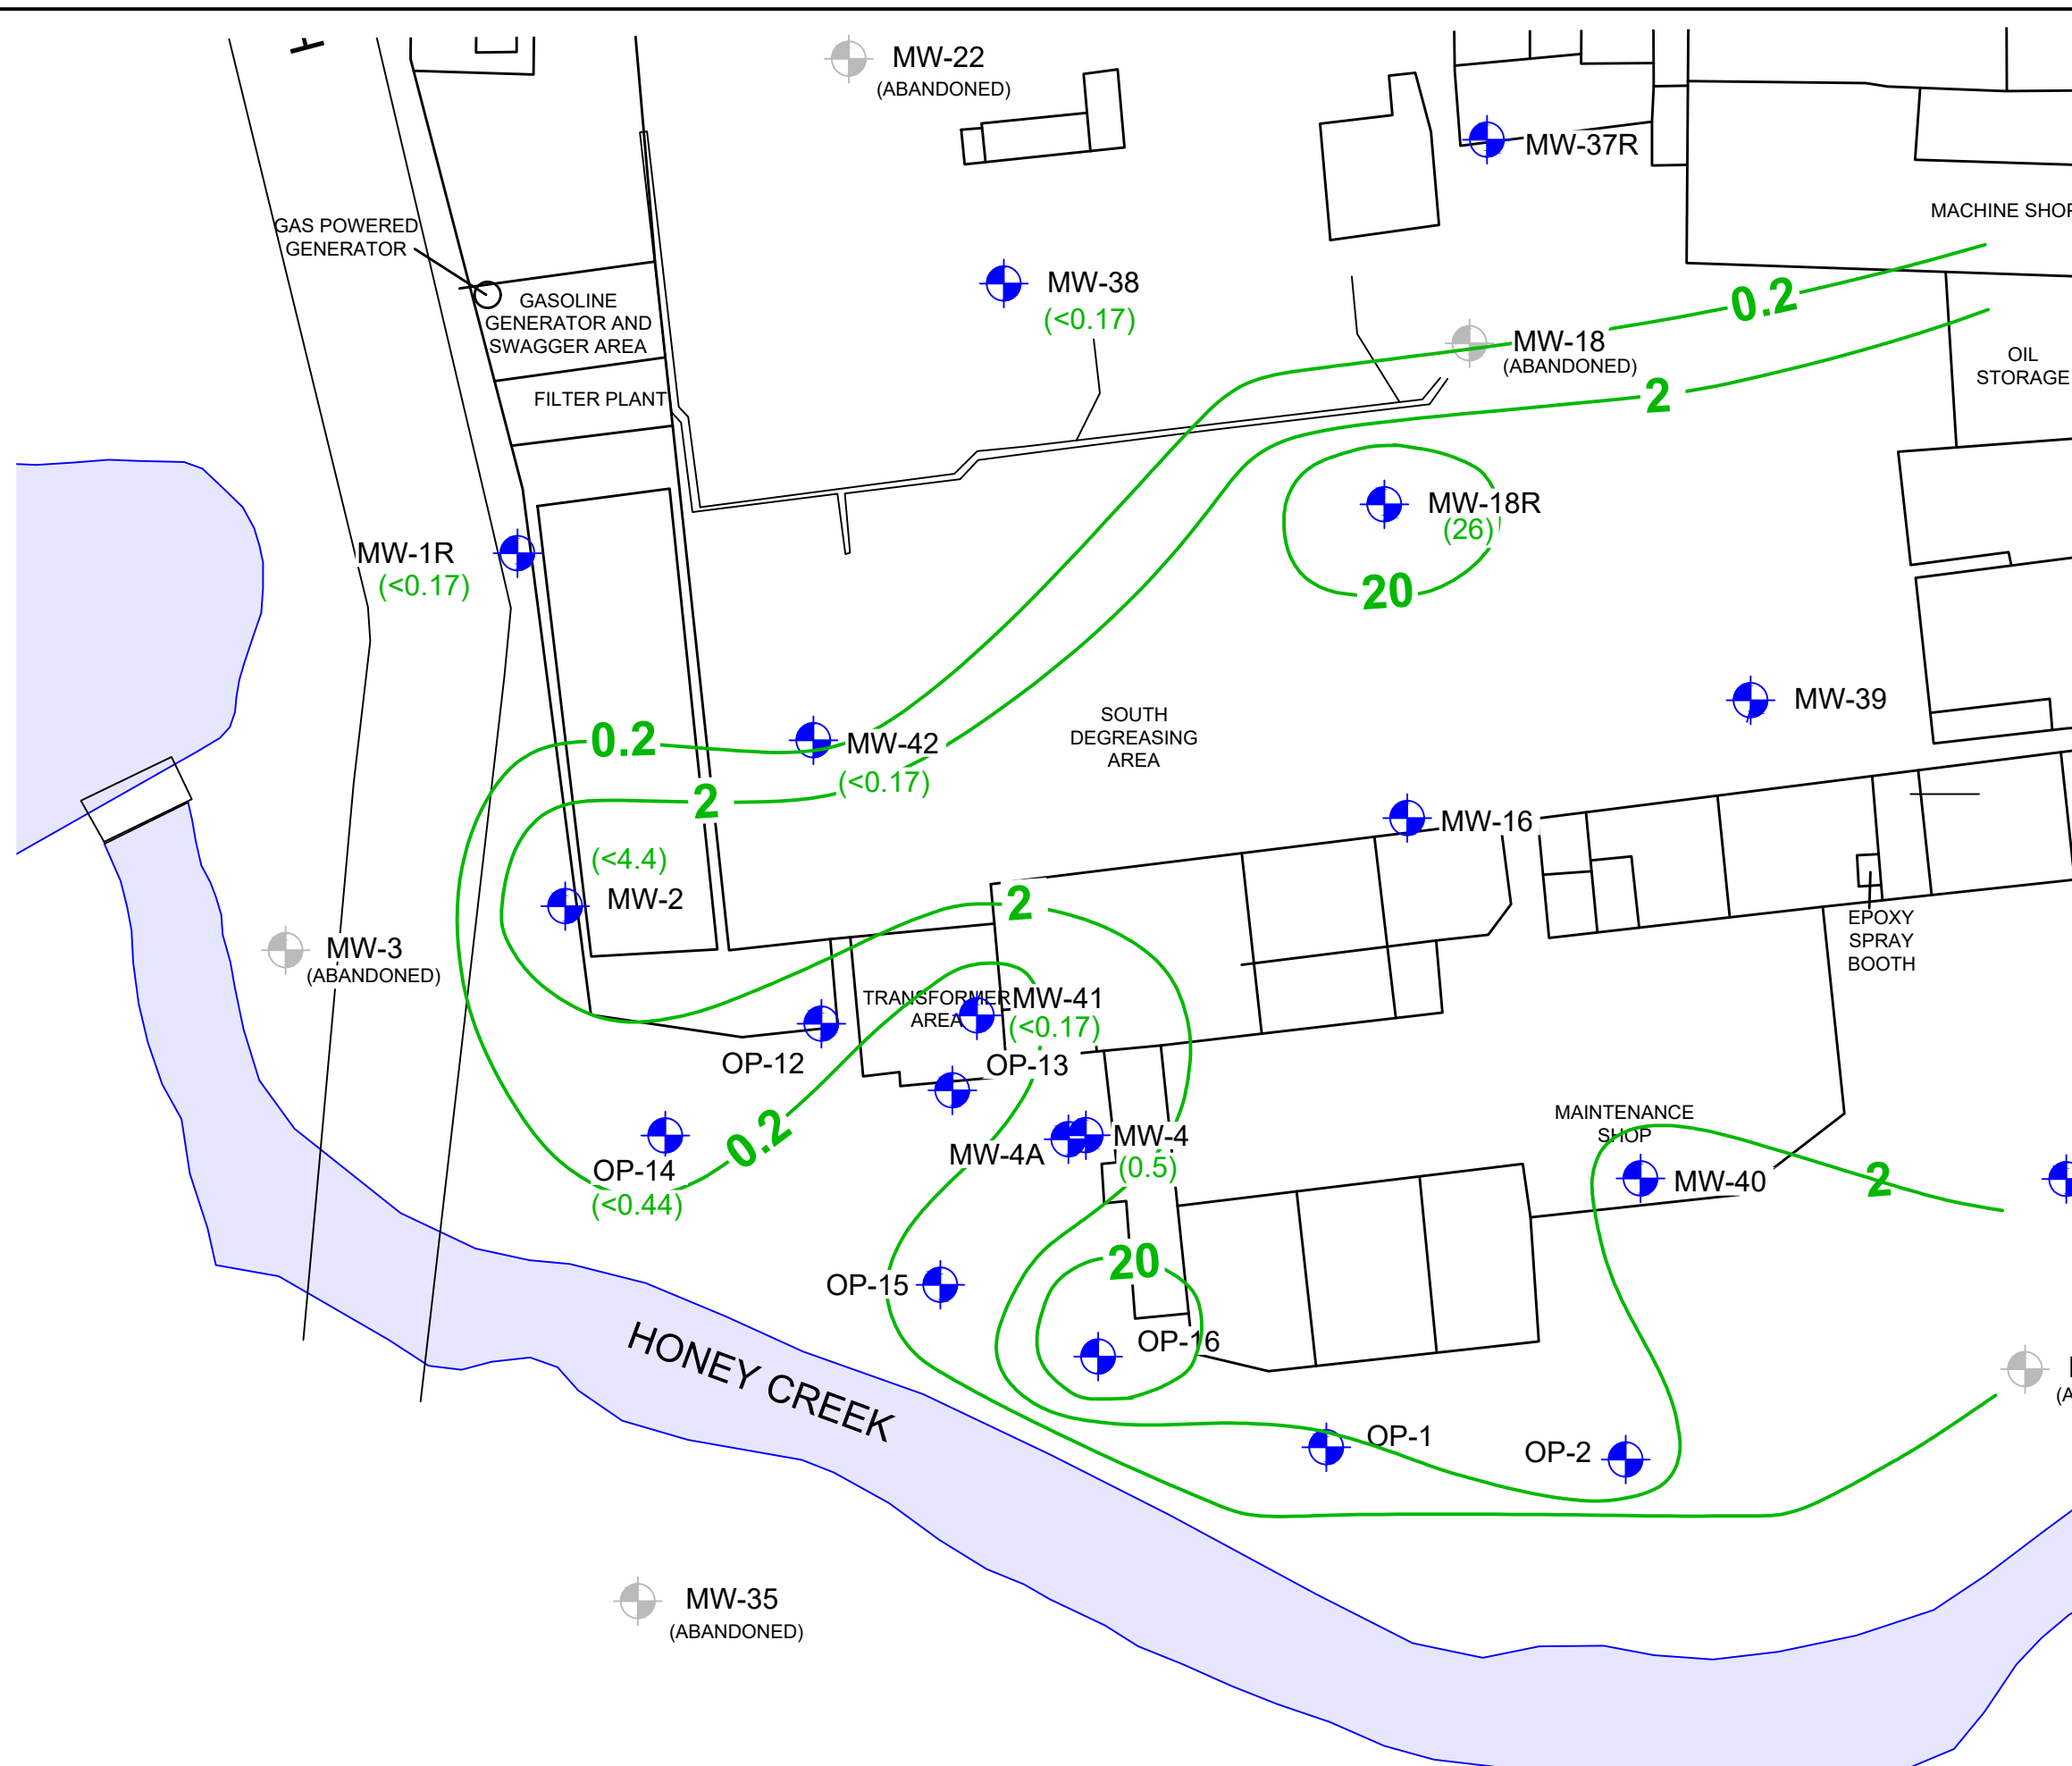 MW-22
(ABANDONED)
MW-37R
MACHINE SHOP
GAS POWERED
GENERATOR
MW-38
(<0.17)
0.2
GASOLINE
GENERATOR AND
SWAGGER AREA
MW-18
(ABANDONED)
OIL
STORAGE
FILTER PLANT
2
MW-18R
(26)
MW-1R
(<0.17)
20
MW-39
SOUTH
DEGREASING
AREA
0.2
MW-42
(<0.17)
2
MW-16
(<4.4)
MW-2
2
EPOXY
SPRAY
BOOTH
MW-3
(ABANDONED)
TRANSFORMER
AREA
MW-41
(<0.17)
OP-12
OP-13
MAINTENANCE
SHOP
0.2
MW-4
(0.5)
MW-4A
OP-14
(<0.44)
MW-40
2
20
OP-15
OP-16
HONEY CREEK
OP-1
OP-2
MW-35
(ABANDONED)